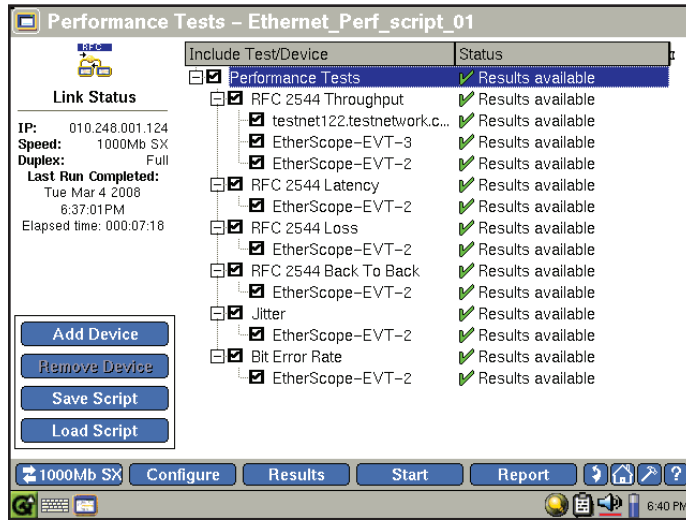 Performance Tests – Ethernet_Perf_script_01
RFC
Link Status
IP: 010.248.001.124
Speed: 1000Mb SX
Duplex: Full
Last Run Completed:
Tue Mar 4 2008
6:37:01PM
Elapsed time: 000:07:18
Add Device
Remove Device
Save Script
Load Script
Include Test/Device Status
Performance Tests Results available
RFC 2544 Throughput Results available
testnet122.testnetwork.c... Results available
EtherScope–EVT–3 Results available
EtherScope–EVT–2 Results available
RFC 2544 Latency Results available
EtherScope–EVT–2 Results available
RFC 2544 Loss Results available
EtherScope–EVT–2 Results available
RFC 2544 Back To Back Results available
EtherScope–EVT–2 Results available
Jitter Results available
EtherScope–EVT–2 Results available
Bit Error Rate Results available
EtherScope–EVT–2 Results available
1000Mb SX Configure Results Start Report ?
6:40 PM